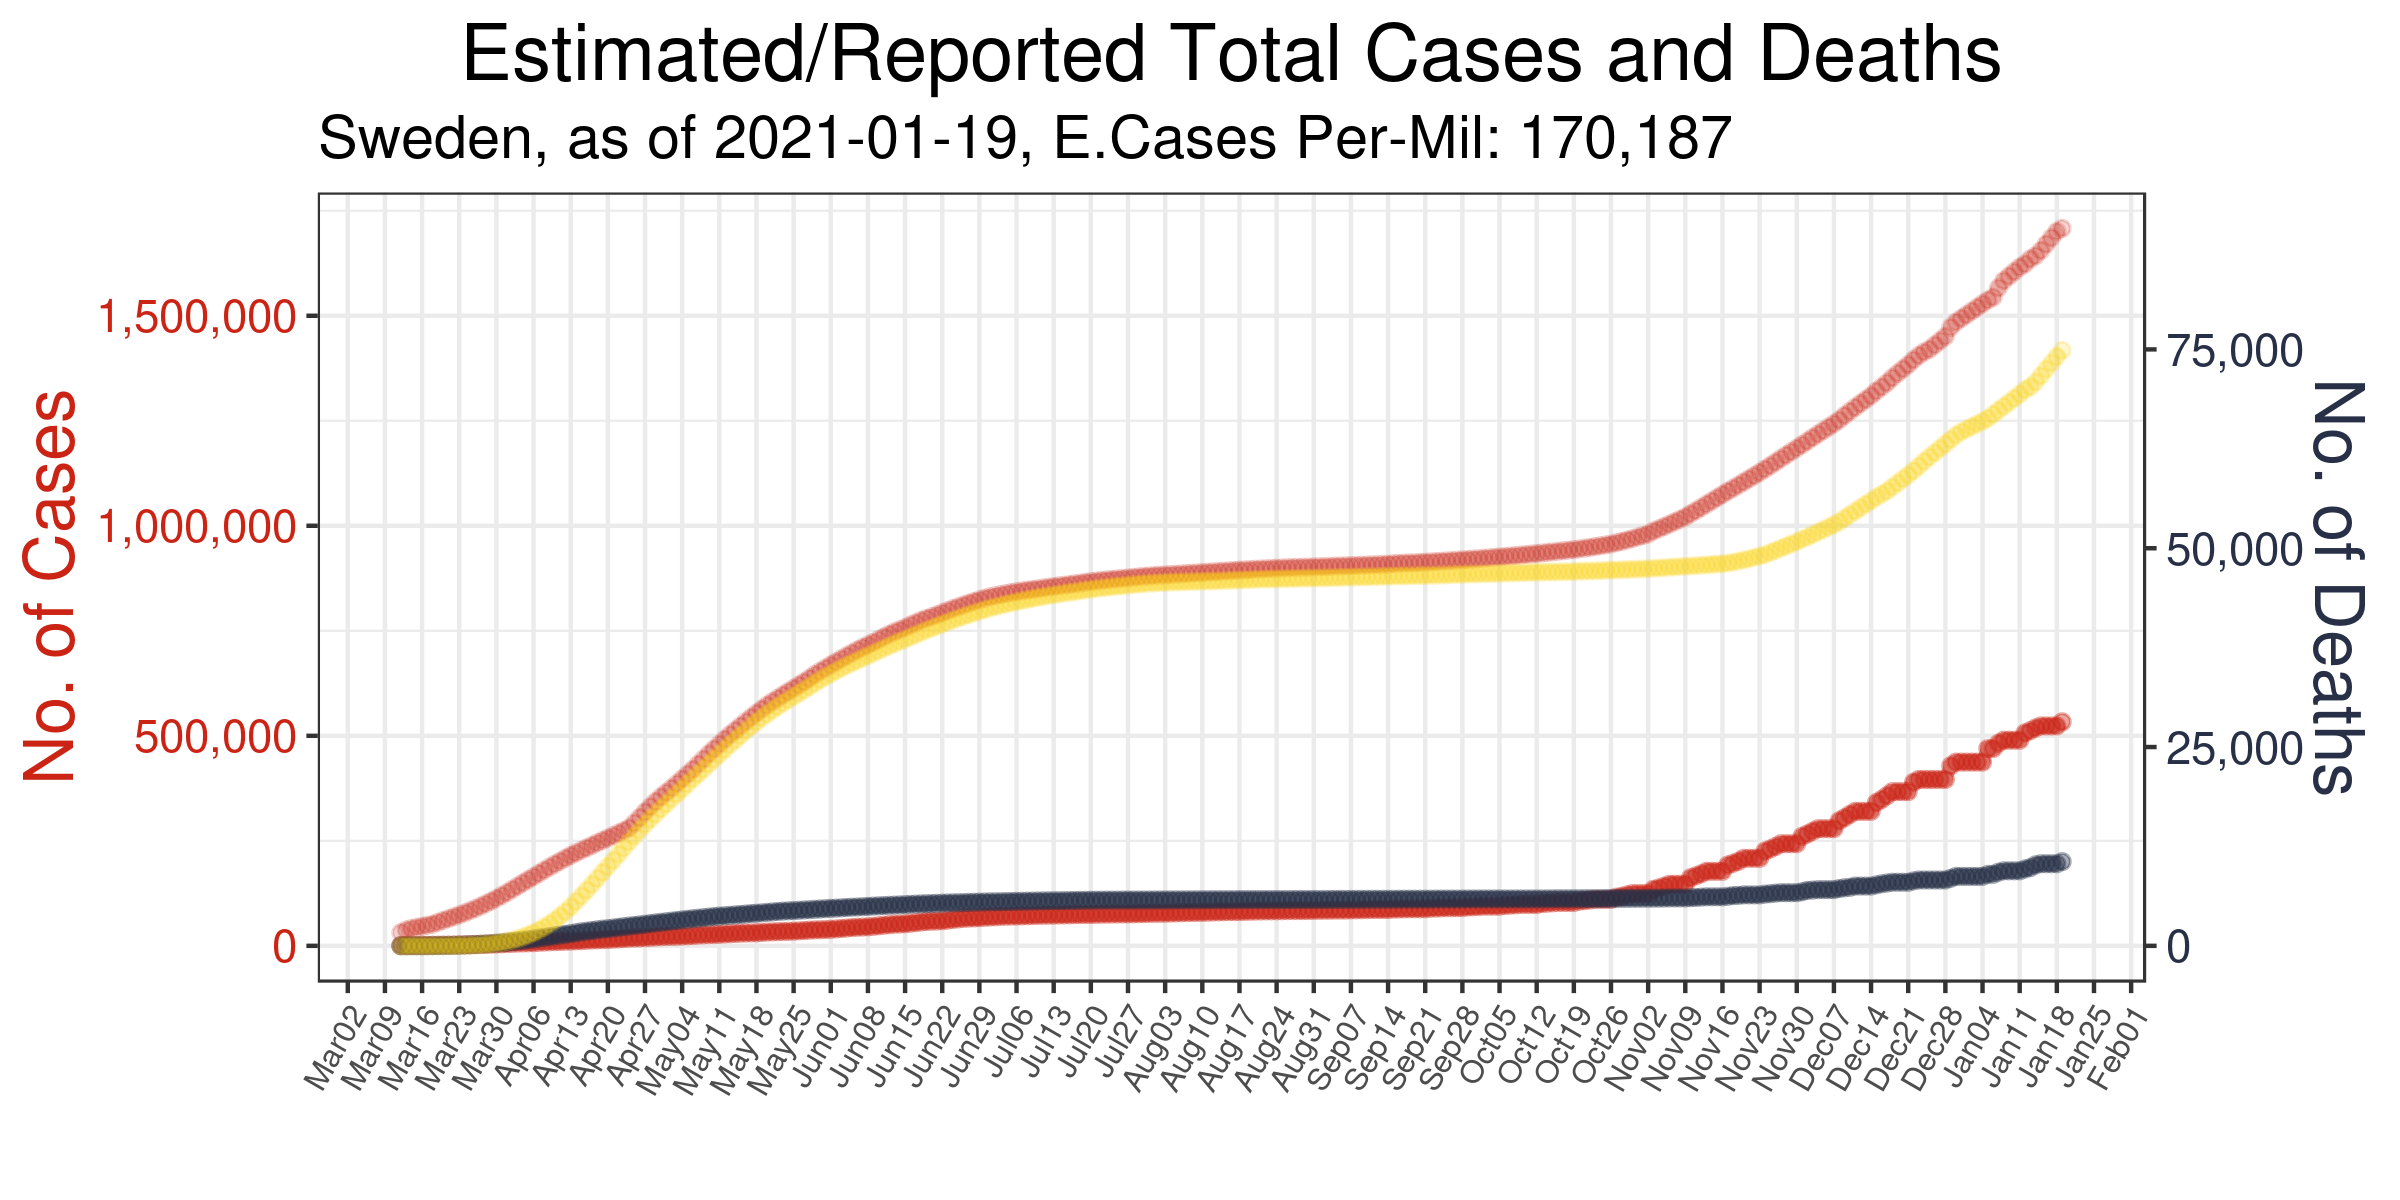 Estimated/Reported Total Cases and Deaths
Sweden, as of 2021-01-19, E.Cases Per-Mil: 170,187
No. of Cases
1,500,000
1,000,000
500,000
0
75,000
50,000
25,000
0
No. of Deaths
Mar02 Mar09 Mar16 Mar23 Mar30 Apr06 Apr13 Apr20 Apr27 May04 May11 May18 May25 Jun01 Jun08 Jun15 Jun22 Jun29 Jul06 Jul13 Jul20 Jul27 Aug03 Aug10 Aug17 Aug24 Aug31 Sep07 Sep14 Sep21 Sep28 Oct05 Oct12 Oct19 Oct26 Nov02 Nov09 Nov16 Nov23 Nov30 Dec07 Dec14 Dec21 Dec28 Jan04 Jan11 Jan18 Jan25 Feb01